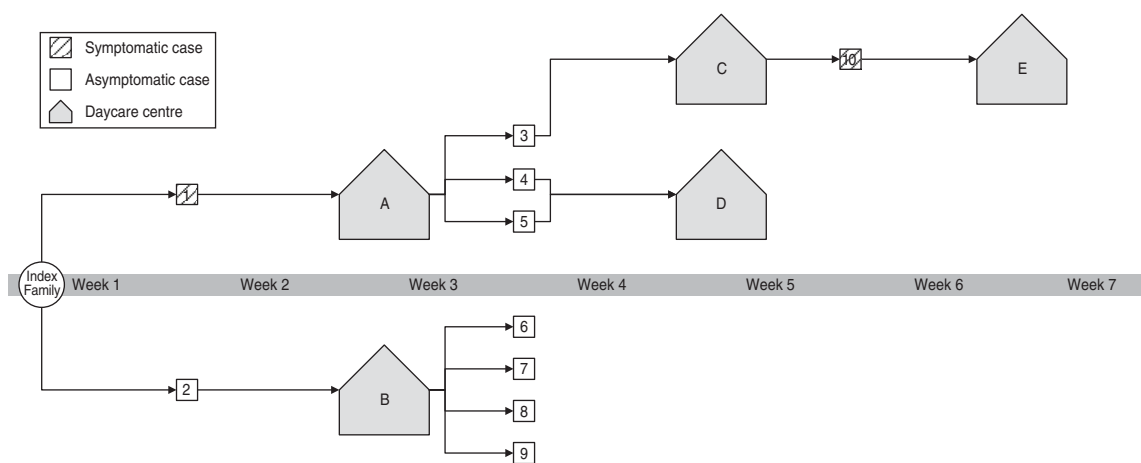 Symptomatic case
Asymptomatic case
Daycare centre
C
10
E
3
1
A
4
5
D
Index
Family
Week 1 Week 2 Week 3 Week 4 Week 5 Week 6 Week 7
6
7
2
B
8
9